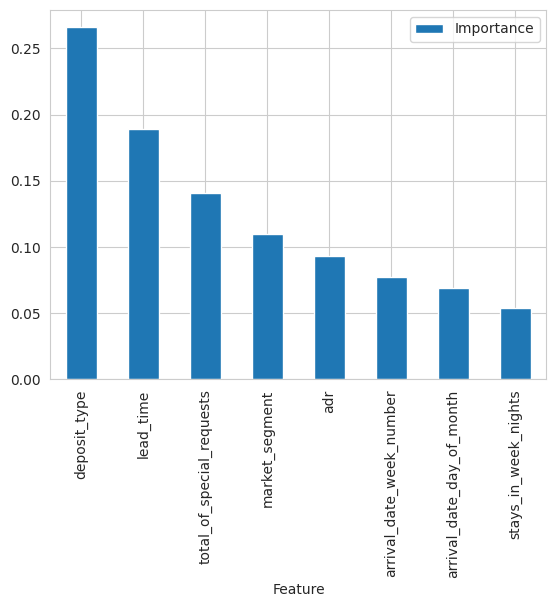 Importance
0.25
0.20
0.15
0.10
0.05
0.00
deposit_type
lead_time
total_of_special_requests
market_segment
adr
arrival_date_week_number
arrival_date_day_of_month
stays_in_week_nights
Feature